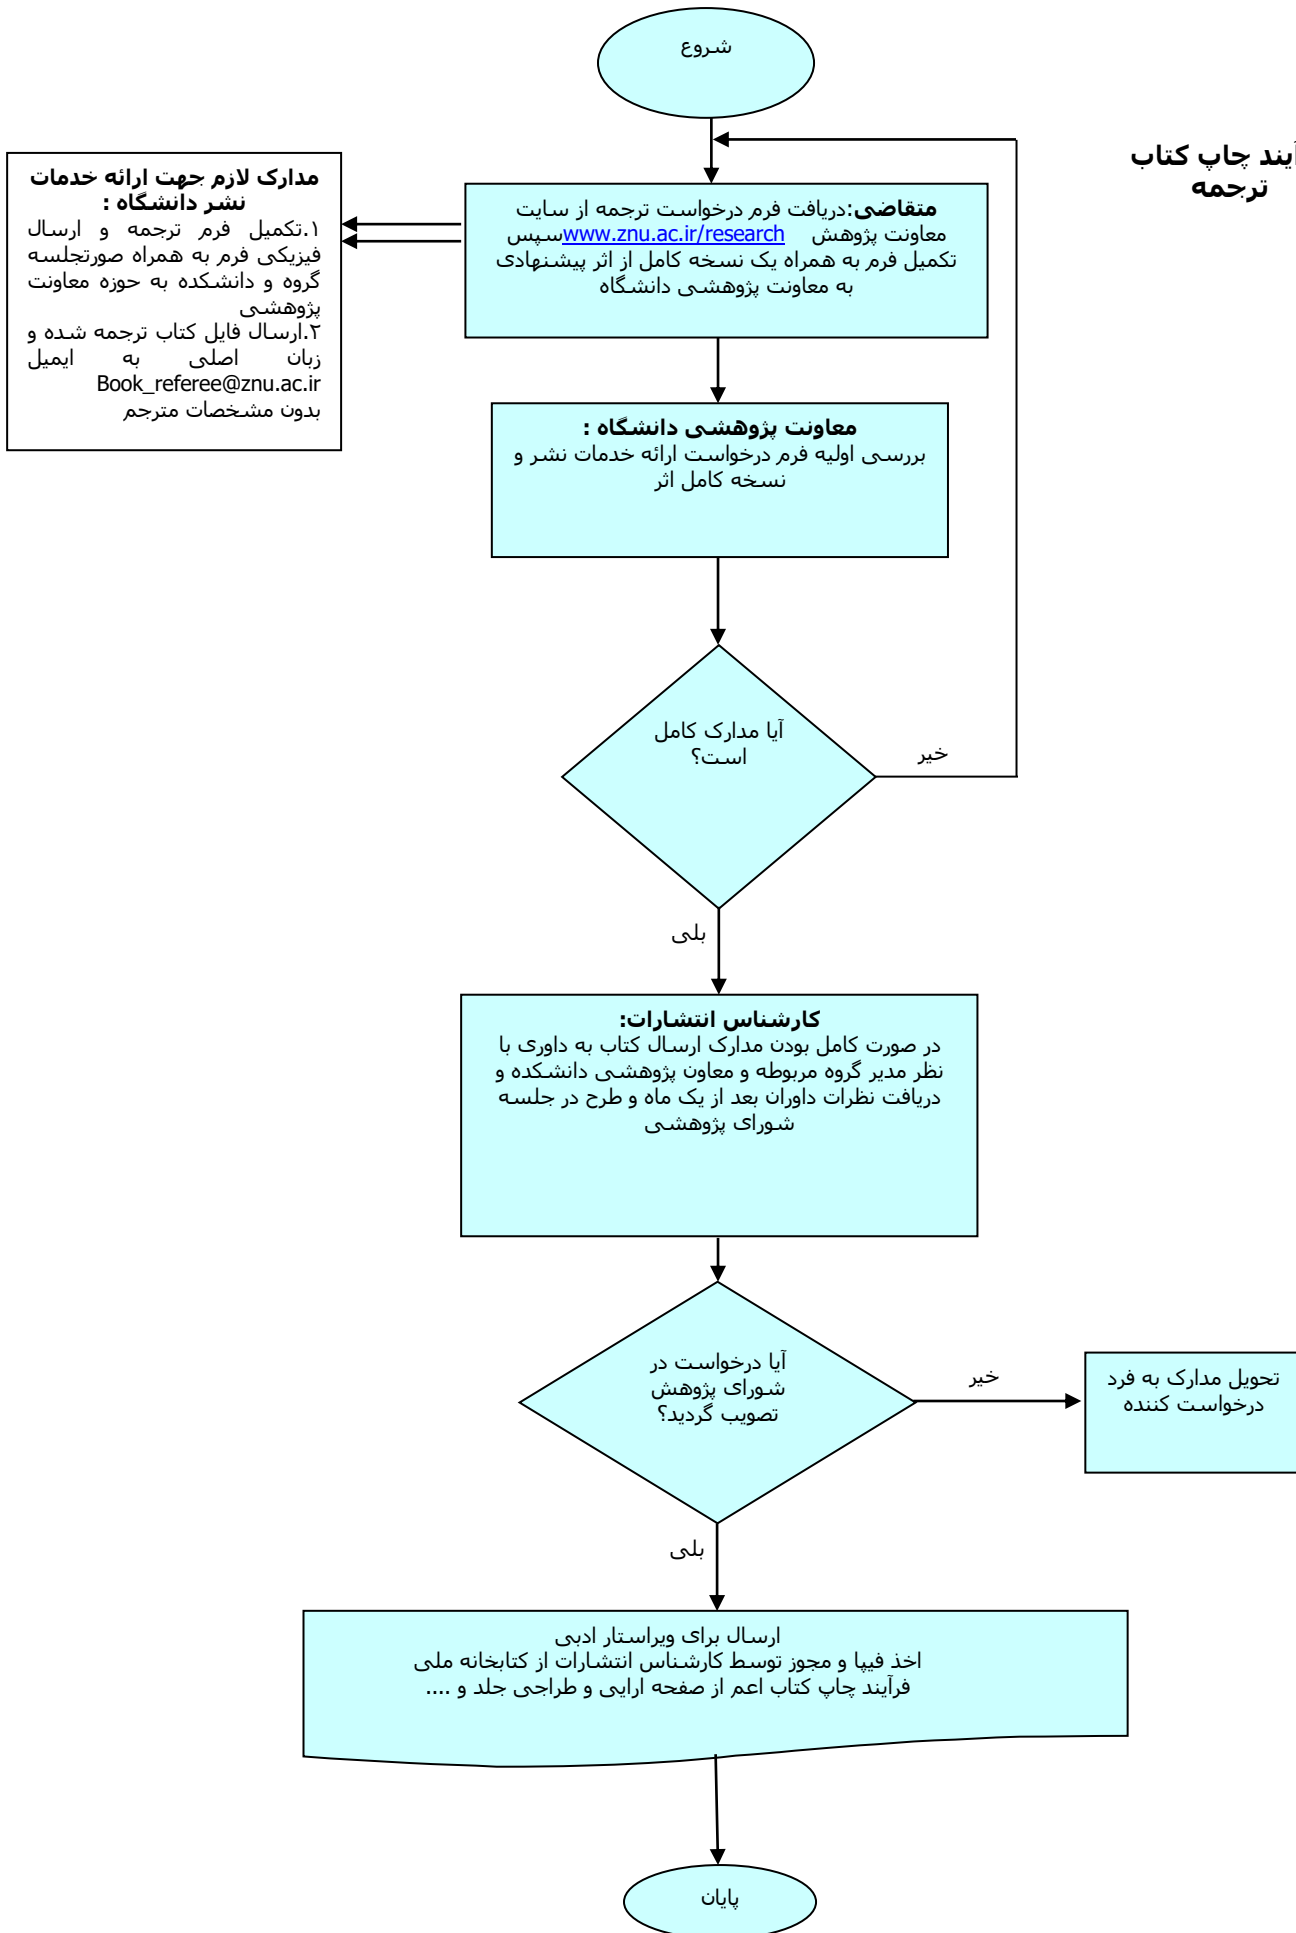 شروع
آیند چاپ کتاب
ترجمه
متقاضی:دریافت فرم درخواست ترجمه از سایت
معاونت پژوهش www.znu.ac.ir/researchسپس
تکمیل فرم به همراه یک نسخه کامل از اثر پیشنهادی
به معاونت پژوهشی دانشگاه
مدارک لازم جهت ارائه خدمات
نشر دانشگاه :
۱.تکمیل فرم ترجمه و ارسال
فیزیکی فرم به همراه صورتجلسه
گروه و دانشکده به حوزه معاونت
پژوهشی
۲.ارسال فایل کتاب ترجمه شده و
زبان اصلی به ایمیل
Book_referee@znu.ac.ir
بدون مشخصات مترجم
معاونت پژوهشی دانشگاه :
بررسی اولیه فرم درخواست ارائه خدمات نشر و
نسخه کامل اثر
آیا مدارک کامل
است؟
خیر
بلی
کارشناس انتشارات:
در صورت کامل بودن مدارک ارسال کتاب به داوری با
نظر مدیر گروه مربوطه و معاون پژوهشی دانشکده و
دریافت نظرات داوران بعد از یک ماه و طرح در جلسه
شورای پژوهشی
آیا درخواست در
شورای پژوهش
تصویب گردید؟
خیر
تحویل مدارک به فرد
درخواست کننده
بلی
ارسال برای ویراستار ادبی
اخذ فیپا و مجوز توسط کارشناس انتشارات از کتابخانه ملی
فرآیند چاپ کتاب اعم از صفحه ارایی و طراجی جلد و ....
پایان